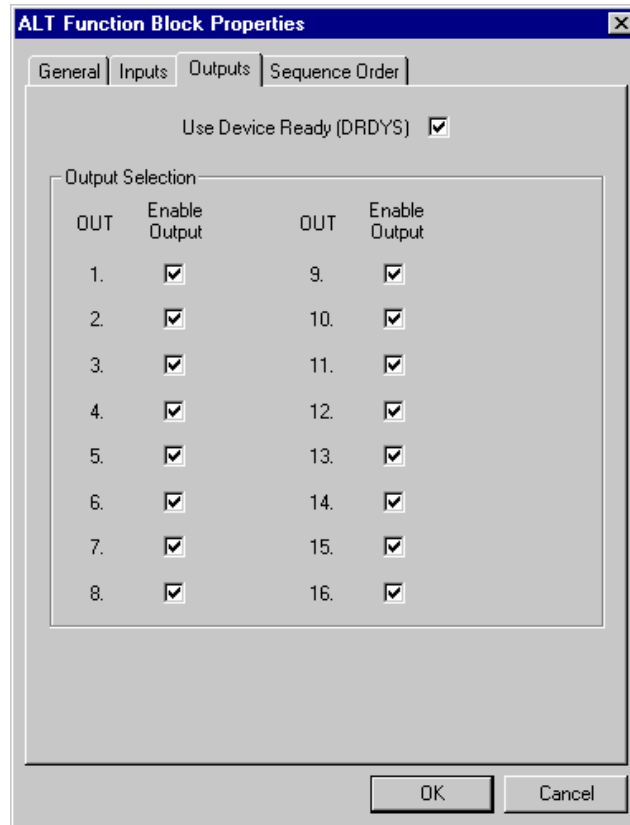 ALT Function Block Properties
General Inputs Outputs Sequence Order
Use Device Ready (DRDYS)
Output Selection
OUT Enable Output OUT Enable Output
1. 9.
2. 10.
3. 11.
4. 12.
5. 13.
6. 14.
7. 15.
8. 16.
OK Cancel